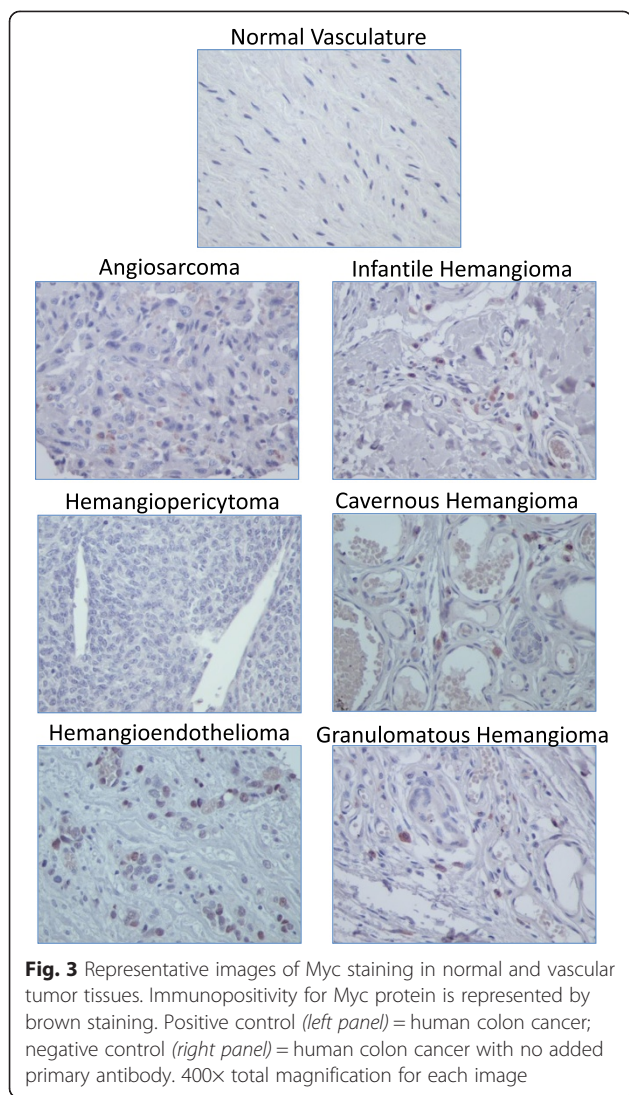 Normal Vasculature
Angiosarcoma
Infantile Hemangioma
Hemangiopericytoma
Cavernous Hemangioma
Hemangioendothelioma
Granulomatous Hemangioma
Fig. 3 Representative images of Myc staining in normal and vascular
tumor tissues. Immunopositivity for Myc protein is represented by
brown staining. Positive control (left panel) = human colon cancer;
negative control (right panel) = human colon cancer with no added
primary antibody. 400× total magnification for each image